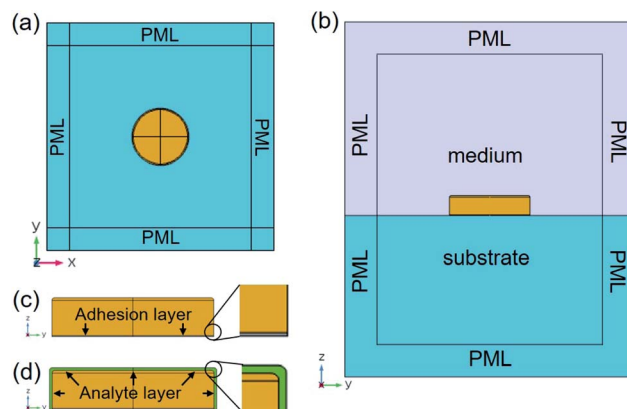 (a)
PML
PML
PML
PML
y
z
x
(b)
PML
PML
PML
medium
substrate
PML
PML
PML
z
x
y
(c)
Adhesion layer
z
y
(d)
Analyte layer
z
y